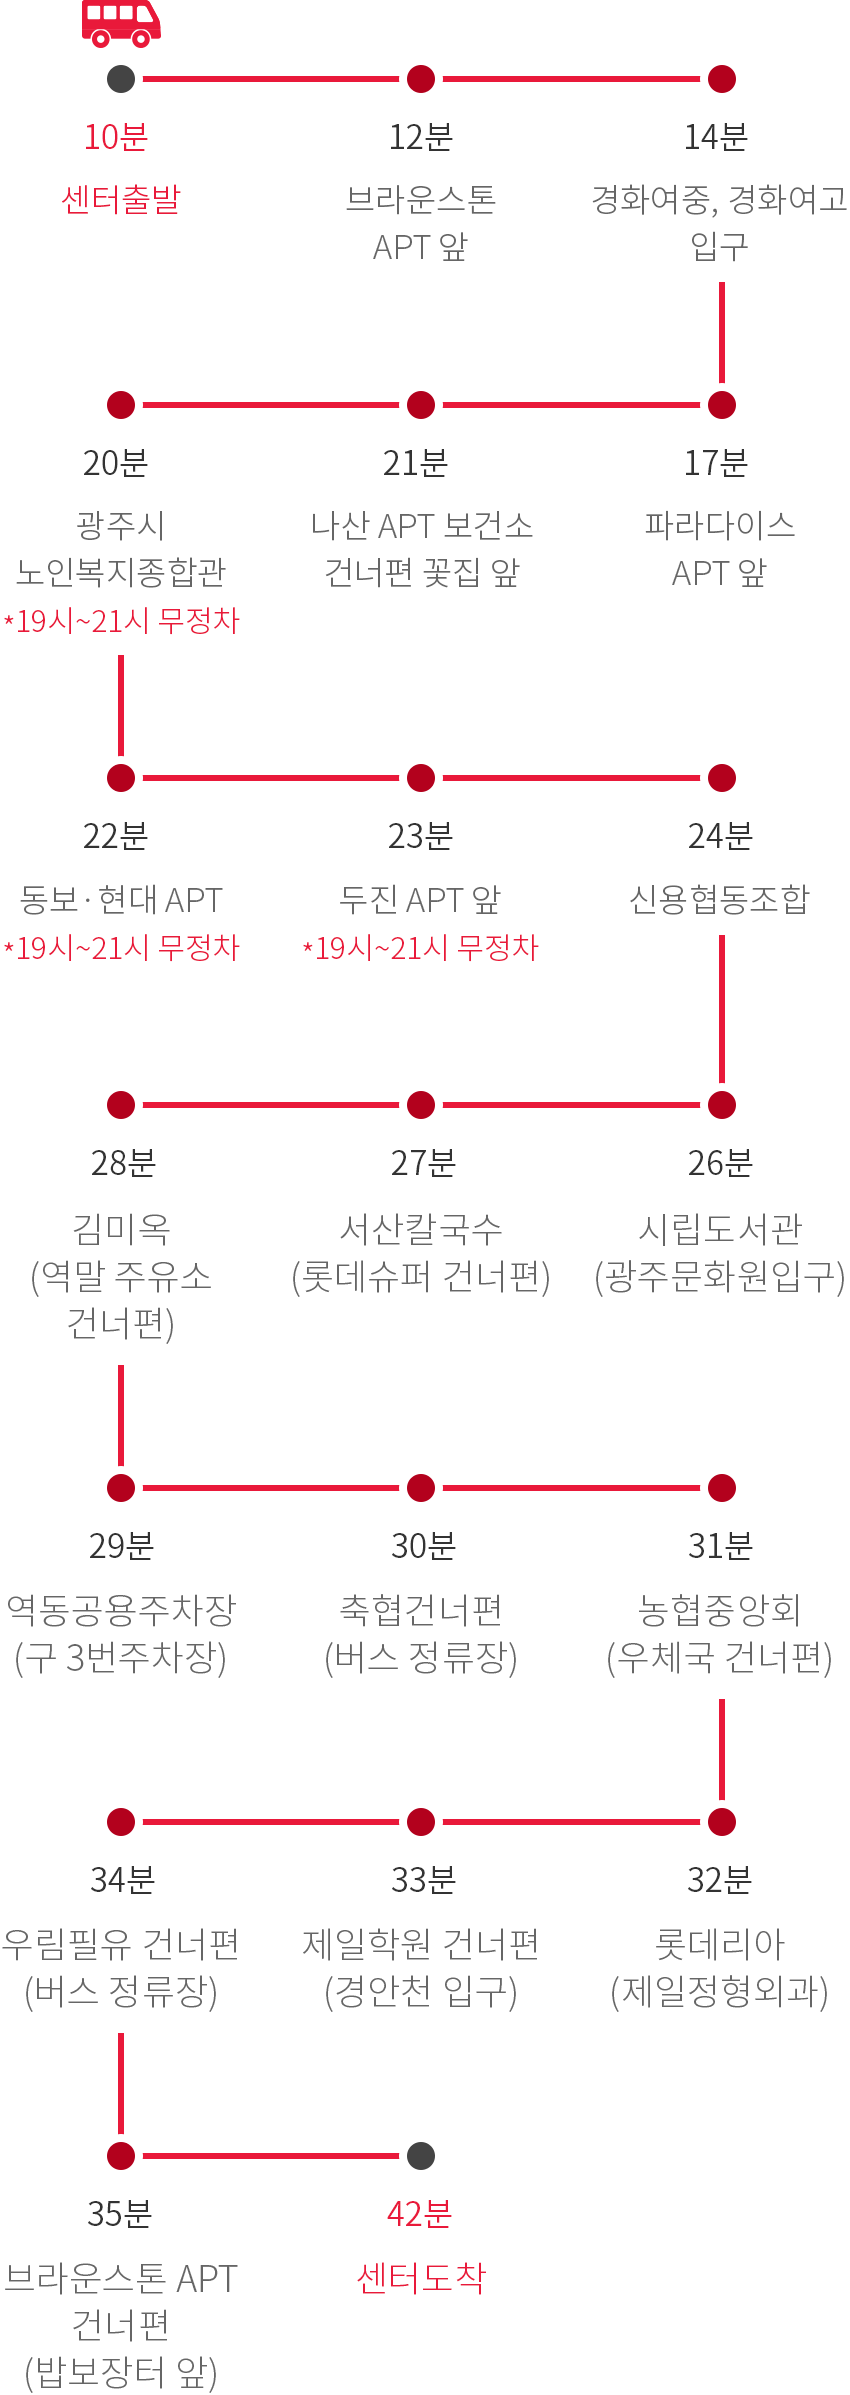 10분
센터출발
12분
브라운스톤
APT 앞
14분
경화여중, 경화여고
입구
20분
광주시
노인복지종합관
*19시~21시 무정차
21분
나산 APT 보건소
건너편 꽃집 앞
17분
파라다이스
APT 앞
22분
동보·현대 APT
*19시~21시 무정차
23분
두진 APT 앞
*19시~21시 무정차
24분
신용협동조합
28분
김미옥
(역말 주유소
건너편)
27분
서산칼국수
(롯데슈퍼 건너편)
26분
시립도서관
(광주문화원입구)
29분
역동공용주차장
(구 3번주차장)
30분
축협건너편
(버스 정류장)
31분
농협중앙회
(우체국 건너편)
34분
우림필유 건너편
(버스 정류장)
33분
제일학원 건너편
(경안천 입구)
32분
롯데리아
(제일정형외과)
35분
브라운스톤 APT
건너편
(밥보장터 앞)
42분
센터도착